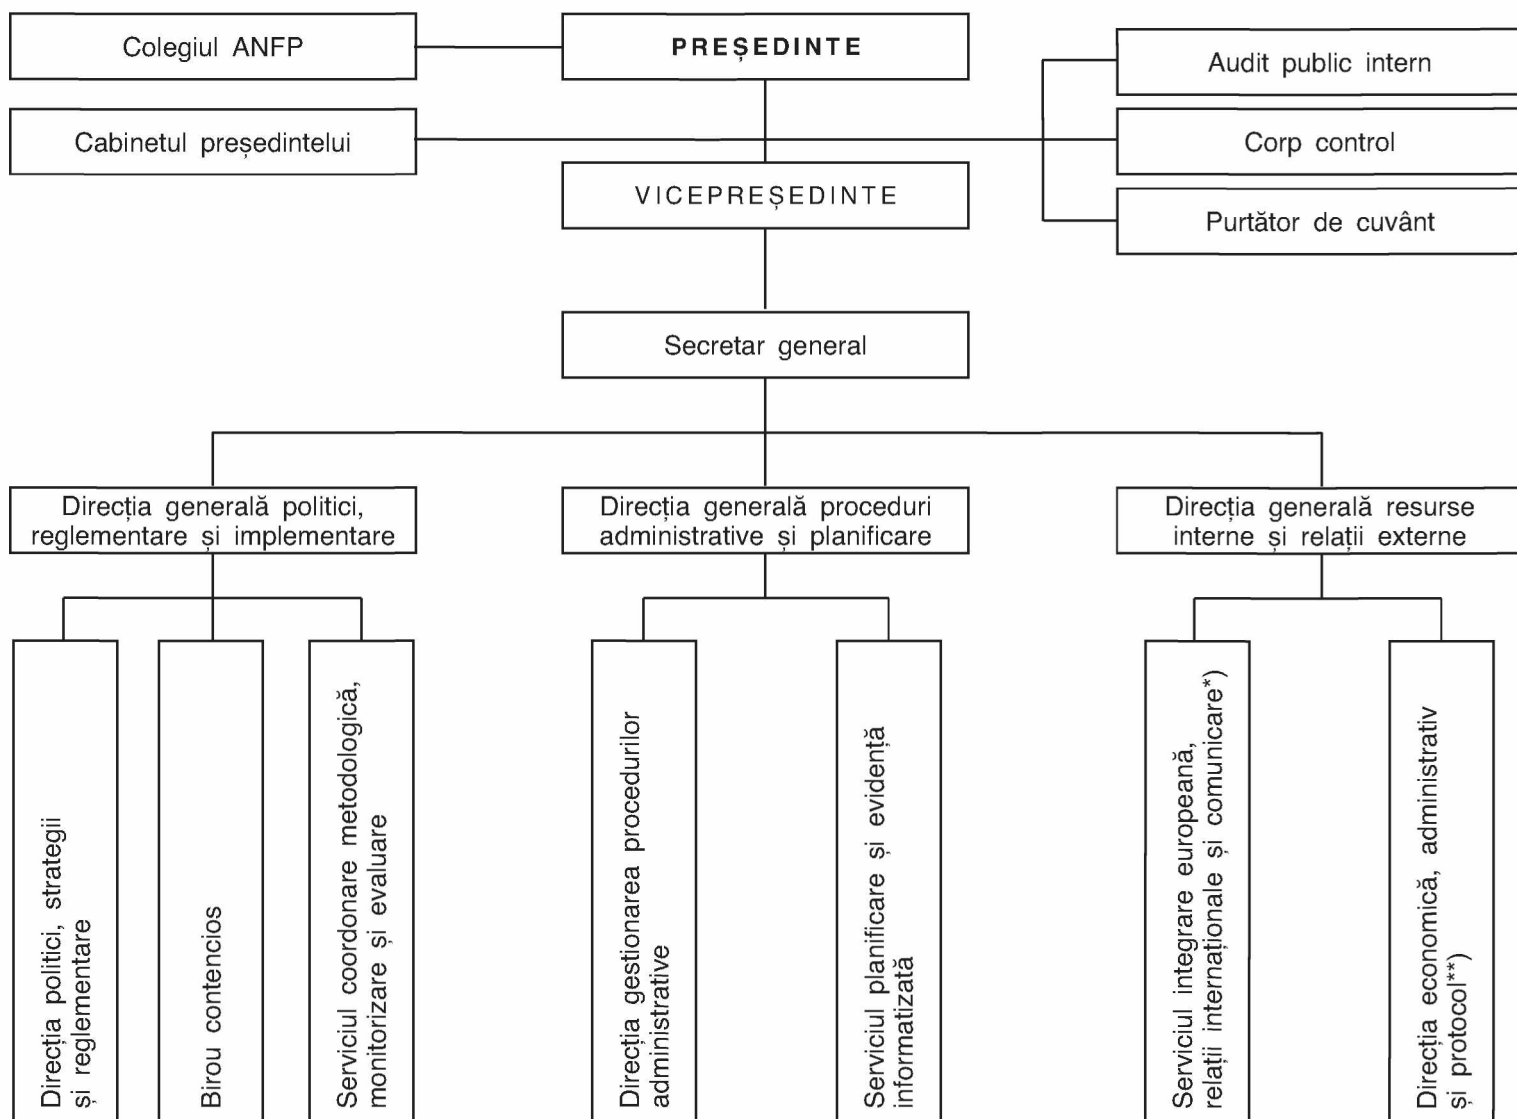 Colegiul ANFP
PREȘEDINTE
Audit public intern
Cabinetul președintelui
Corp control
VICEPREȘEDINTE
Purtător de cuvânt
Secretar general
Direcția generală politici,
reglementare și implementare
Direcția generală proceduri
administrative și planificare
Direcția generală resurse
interne și relații externe
Direcția politici, strategii
și reglementare
Birou contencios
Serviciul coordonare metodologică,
monitorizare și evaluare
Direcția gestionarea procedurilor
administrative
Serviciul planificare și evidență
informatizată
Serviciul integrare europeană,
relații internaționale și comunicare*)
Direcția economică, administrativ
și protocol**)